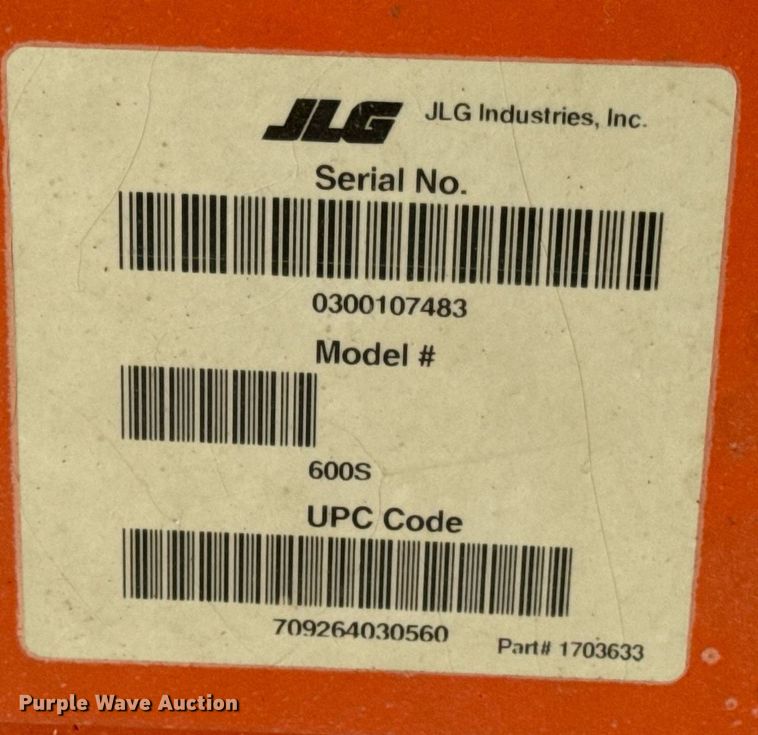 JLG JLG Industries, Inc.
Serial No.
0300107483
Model #
600S
UPC Code
709264030560
Part# 1703633
Purple Wave Auction